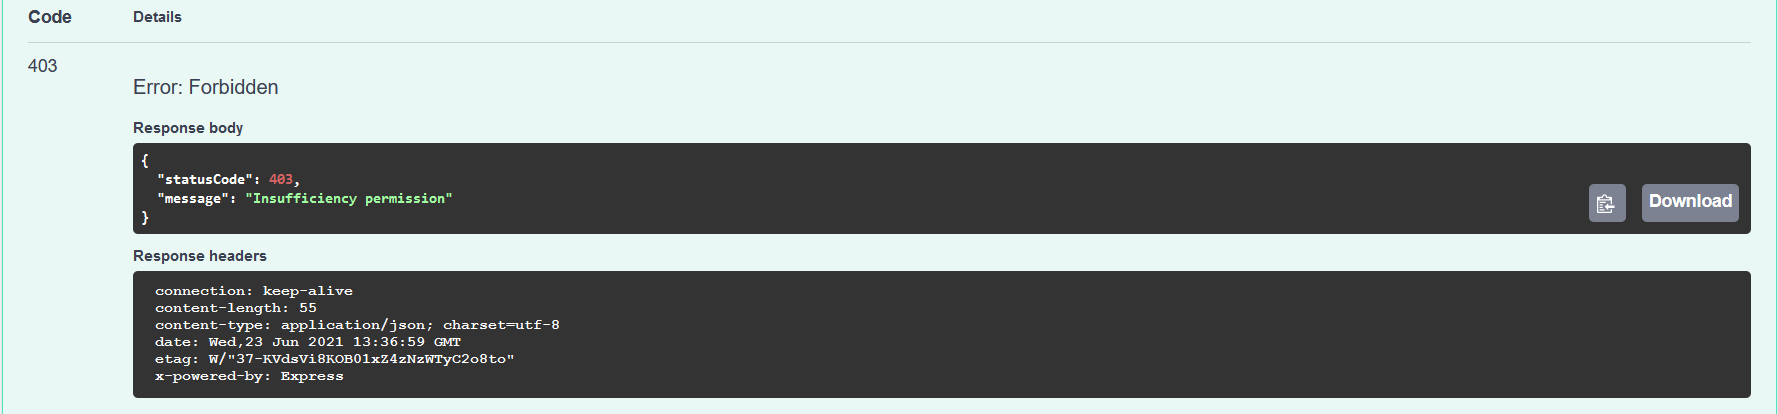 Code Details
403
Error: Forbidden
Response body
{
"statusCode": 403,
"message": "Insufficiency permission"
}
Download
Response headers
connection: keep-alive
content-length: 55
content-type: application/json; charset=utf-8
date: Wed,23 Jun 2021 13:36:59 GMT
etag: W/"37-KVdsVi8KOB01xZ4zNzWTyC2o8to"
x-powered-by: Express